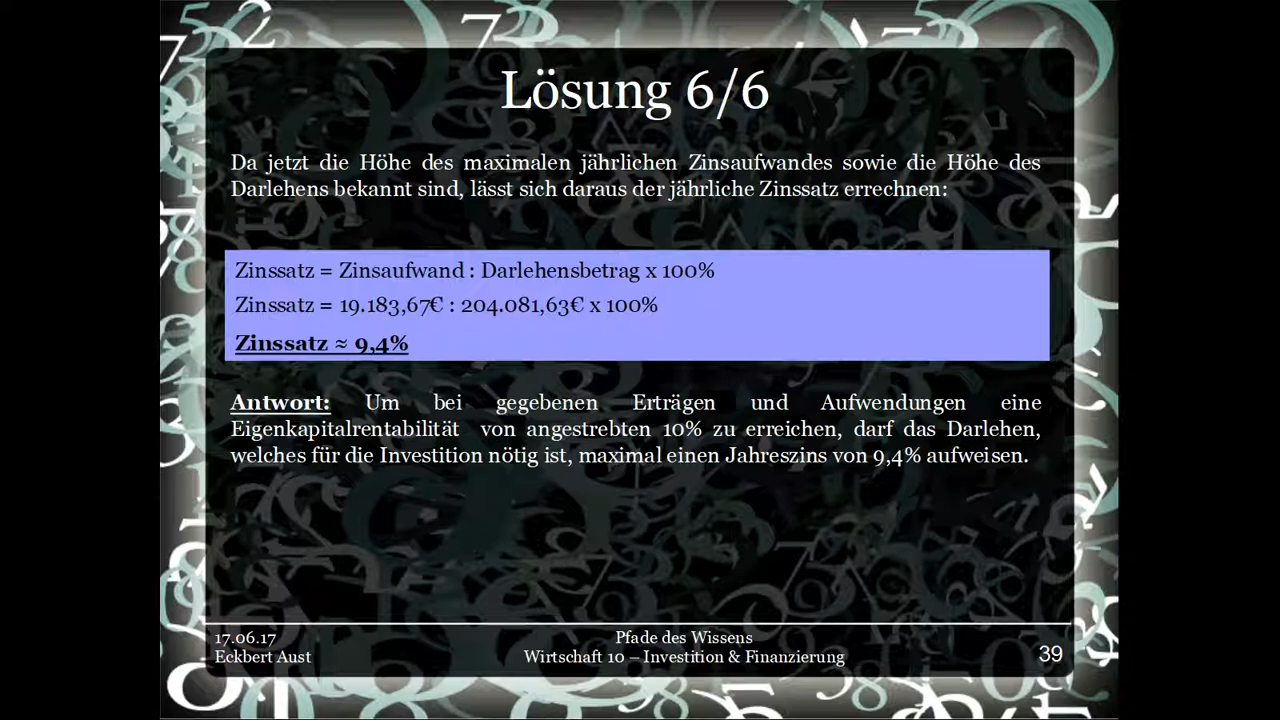 Lösung 6/6
Da jetzt die Höhe des maximalen jährlichen Zinsaufwandes sowie die Höhe des
Darlehens bekannt sind, lässt sich daraus der jährliche Zinssatz errechnen:
Zinssatz = Zinsaufwand : Darlehensbetrag x 100%
Zinssatz = 19.183,67€ : 204.081,63€ x 100%
Zinssatz ≈ 9,4%
Antwort: Um bei gegebenen Erträgen und Aufwendungen eine
Eigenkapitalrentabilität von angestrebten 10% zu erreichen, darf das Darlehen,
welches für die Investition nötig ist, maximal einen Jahreszins von 9,4% aufweisen.
17.06.17
Eckbert Aust
Pfade des Wissens
Wirtschaft 10 – Investition & Finanzierung
39